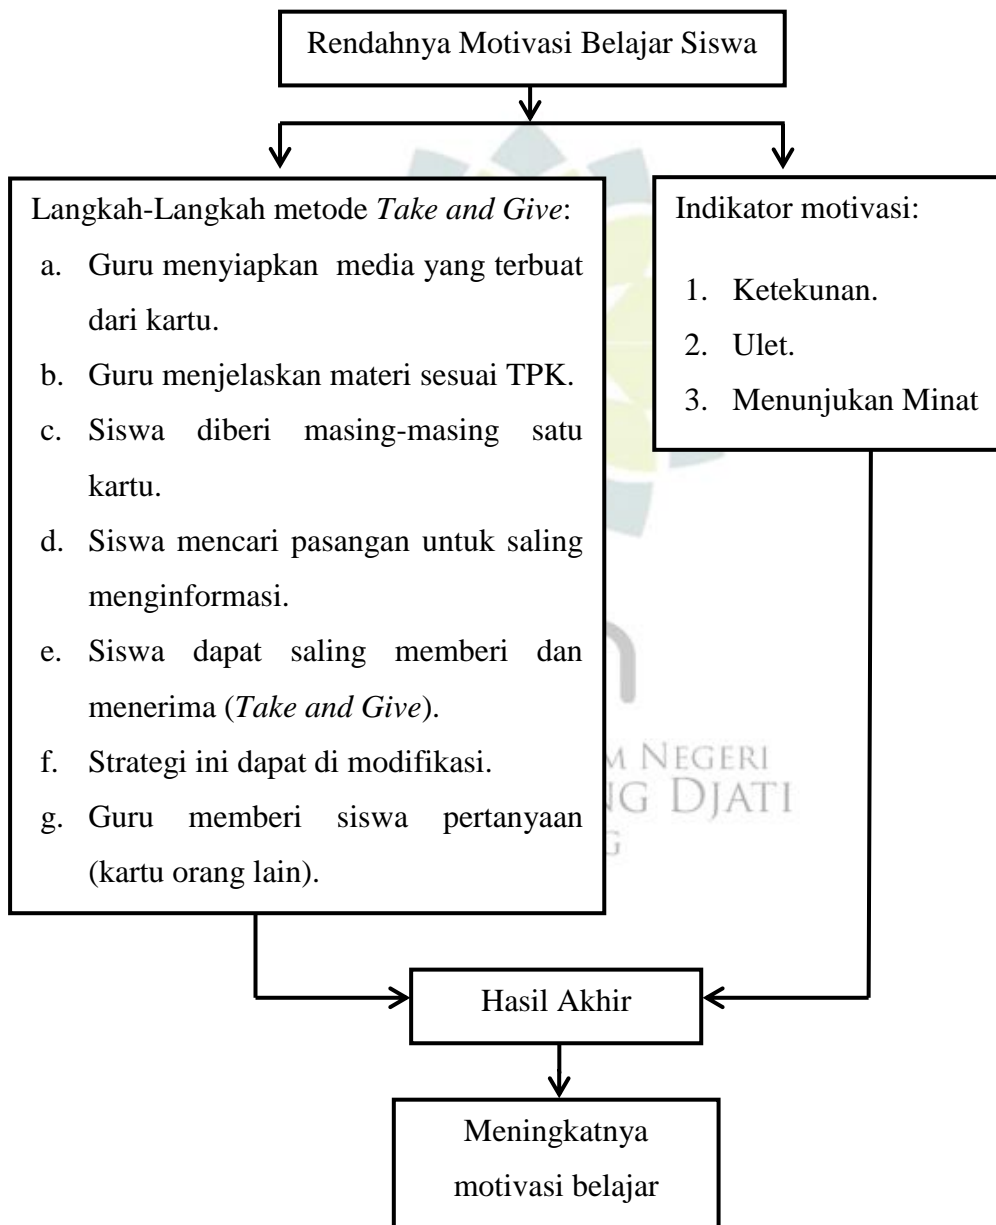 Rendahnya Motivasi Belajar Siswa
Langkah-Langkah metode Take and Give:
a. Guru menyiapkan media yang terbuat
dari kartu.
b. Guru menjelaskan materi sesuai TPK.
c. Siswa diberi masing-masing satu
kartu.
d. Siswa mencari pasangan untuk saling
menginformasi.
e. Siswa dapat saling memberi dan
menerima (Take and Give).
f. Strategi ini dapat di modifikasi.
g. Guru memberi siswa pertanyaan
(kartu orang lain).
Indikator motivasi:
1. Ketekunan.
2. Ulet.
3. Menunjukan Minat
NEGERI
DJATI
Hasil Akhir
Meningkatnya
motivasi belajar